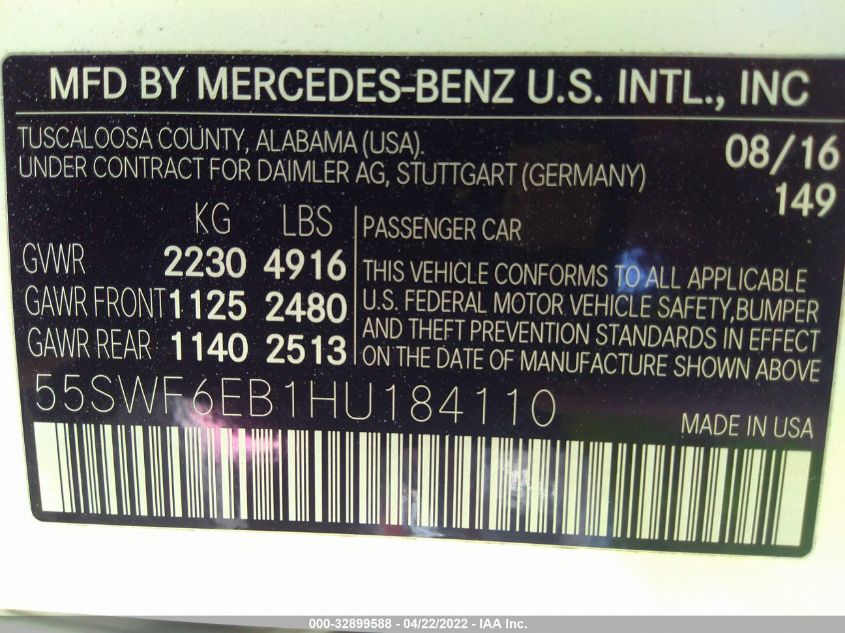 MFD BY MERCEDES-BENZ U.S. INTL., INC
TUSCALOOSA COUNTY, ALABAMA (USA).
UNDER CONTRACT FOR DAIMLER AG, STUTTGART (GERMANY)
08/16
149
KG LBS
GVWR 2230 4916
GAWR FRONT 1125 2480
GAWR REAR 1140 2513
PASSENGER CAR
THIS VEHICLE CONFORMS TO ALL APPLICABLE
U.S. FEDERAL MOTOR VEHICLE SAFETY,BUMPER
AND THEFT PREVENTION STANDARDS IN EFFECT
ON THE DATE OF MANUFACTURE SHOWN ABOVE
55SWF6EB1HU184110
MADE IN USA
000-32899588 - 04/22/2022 - IAA Inc.